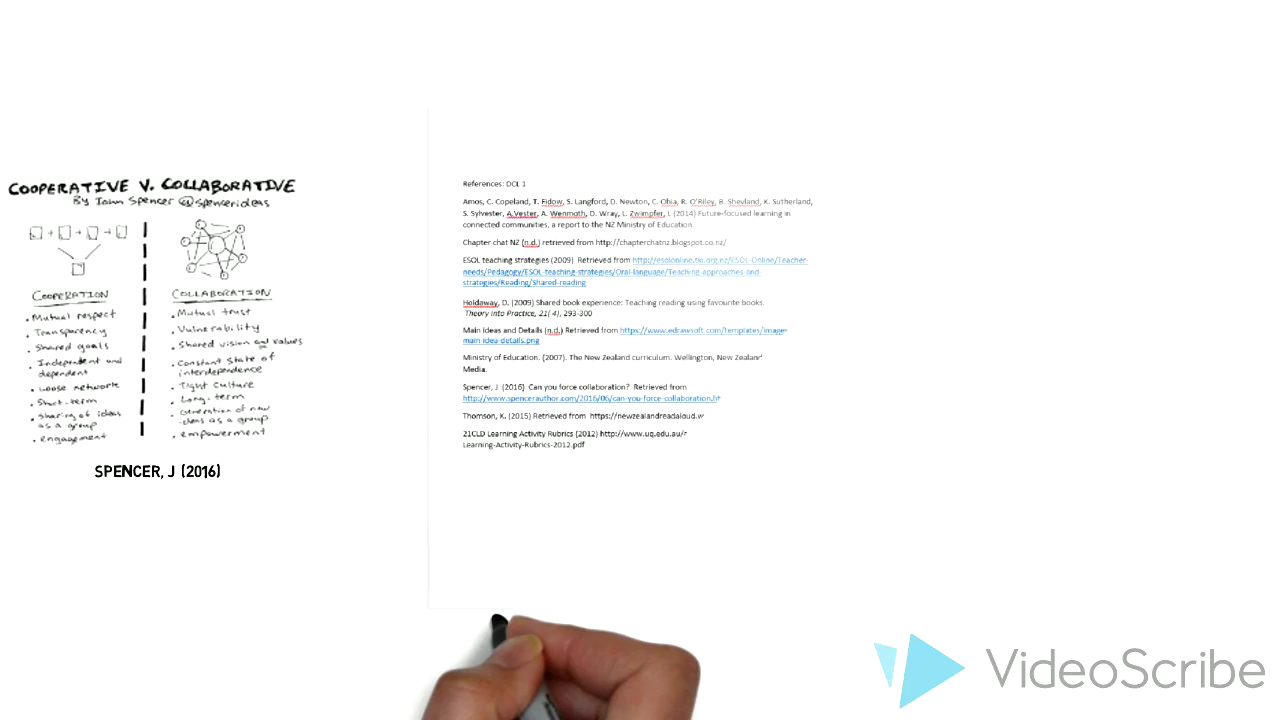 COOPERATIVE V. COLLABORATIVE
By John Spencer @spencerideas
COOPERATION
• Mutual respect
• Transparency
• Shared goals
• Independent and
dependent
• Loose networks
• Short-term
• Sharing of ideas
as a group
• engagement
COLLABORATION
• Mutual trust
• Vulnerability
• Shared vision and values
• Constant state of
interdependence
• Tight Culture
• Long-term
• Generation of new
ideas as a group
• empowerment
SPENCER, J (2016)
References: DCL 1
Amos, C. Copeland, T. Fidow, S. Langford, D. Newton, C. Ohia, R. O'Riley, B. Shevland, K. Sutherland,
S. Sylvester, A.Vester, A. Wenmoth, D. Wray, L. Zwimpfer, L (2014) Future-focused learning in
connected communities, a report to the NZ Ministry of Education.
Chapter chat NZ (n.d.) retrieved from http://chapterchatnz.blogspot.co.nz/
ESOL teaching strategies (2009) Retrieved from http://esolonline.tki.org.nz/ESOL-Online/Teacher-
needs/Pedagogy/ESOL-teaching-strategies/Oral-language/Teaching-approaches-and-
strategies/Reading/Shared-reading
Holdaway, D. (2009) Shared book experience: Teaching reading using favourite books.
Theory into Practice, 21( 4), 293-300
Main ideas and Details (n.d.) Retrieved from https://www.edrawsoft.com/templates/image-
main-idea-details.png
Ministry of Education. (2007). The New Zealand curriculum. Wellington, New Zealand
Media.
Spencer, J (2016) Can you force collaboration? Retrieved from
http://www.spencerauthor.com/2016/06/can-you-force-collaboration.h
Thomson, K. (2015) Retrieved from https://newzealandreadaloud.w
21CLD Learning Activity Rubrics (2012) http://www.uq.edu.au/
Learning-Activity-Rubrics-2012.pdf
VideoScribe